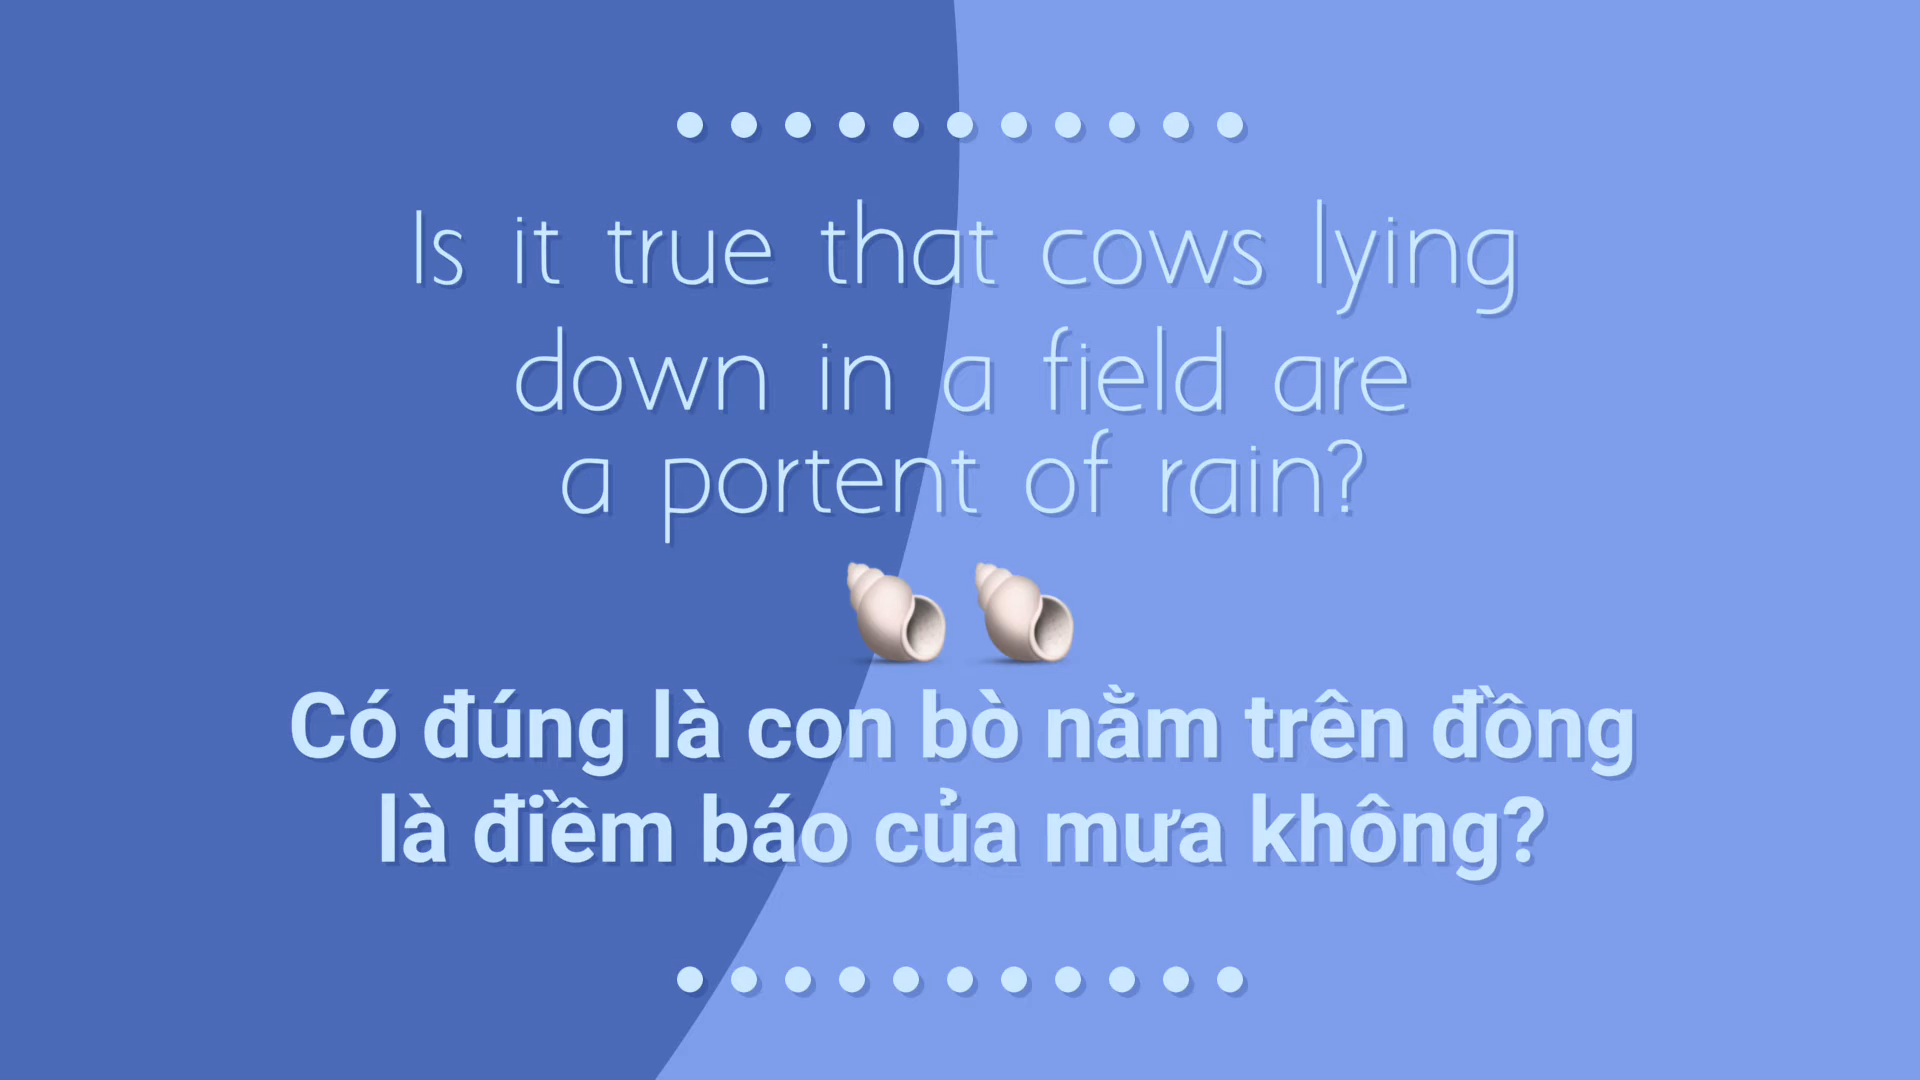 Is it true that cows lying
down in a field are
a portent of rain?
Có đúng là con bò nằm trên đồng
là điềm báo của mưa không?